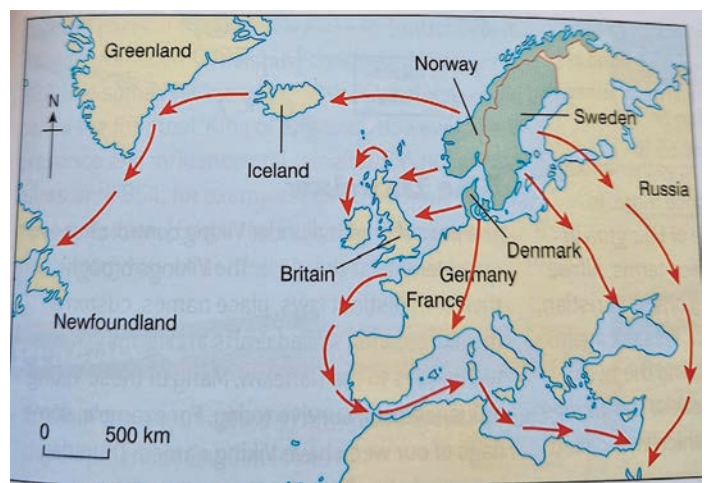 Greenland
Norway
N
Sweden
Iceland
Russia
Denmark
Britain
Germany
France
Newfoundland
0 500 km